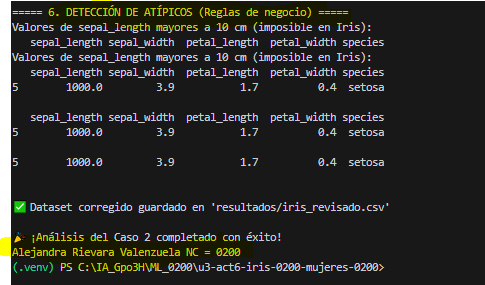 ===== 6. DETECCIÓN DE ATÍPICOS (Reglas de negocio) =====
Valores de sepal_length mayores a 10 cm (imposible en Iris):
sepal_length sepal_width petal_length petal_width species
Valores de sepal_length mayores a 10 cm (imposible en Iris):
sepal_length sepal_width petal_length petal_width species
5 1000.0 3.9 1.7 0.4 setosa
sepal_length sepal_width petal_length petal_width species
5 1000.0 3.9 1.7 0.4 setosa
5 1000.0 3.9 1.7 0.4 setosa
✅ Dataset corregido guardado en 'resultados/iris_revisado.csv'
🎉 ¡Análisis del Caso 2 completado con éxito!
Alejandra Rievara Valenzuela NC = 0200
(.venv) PS C:\IA_Gpo3H\ML_0200\u3-act6-iris-0200-mujeres-0200>